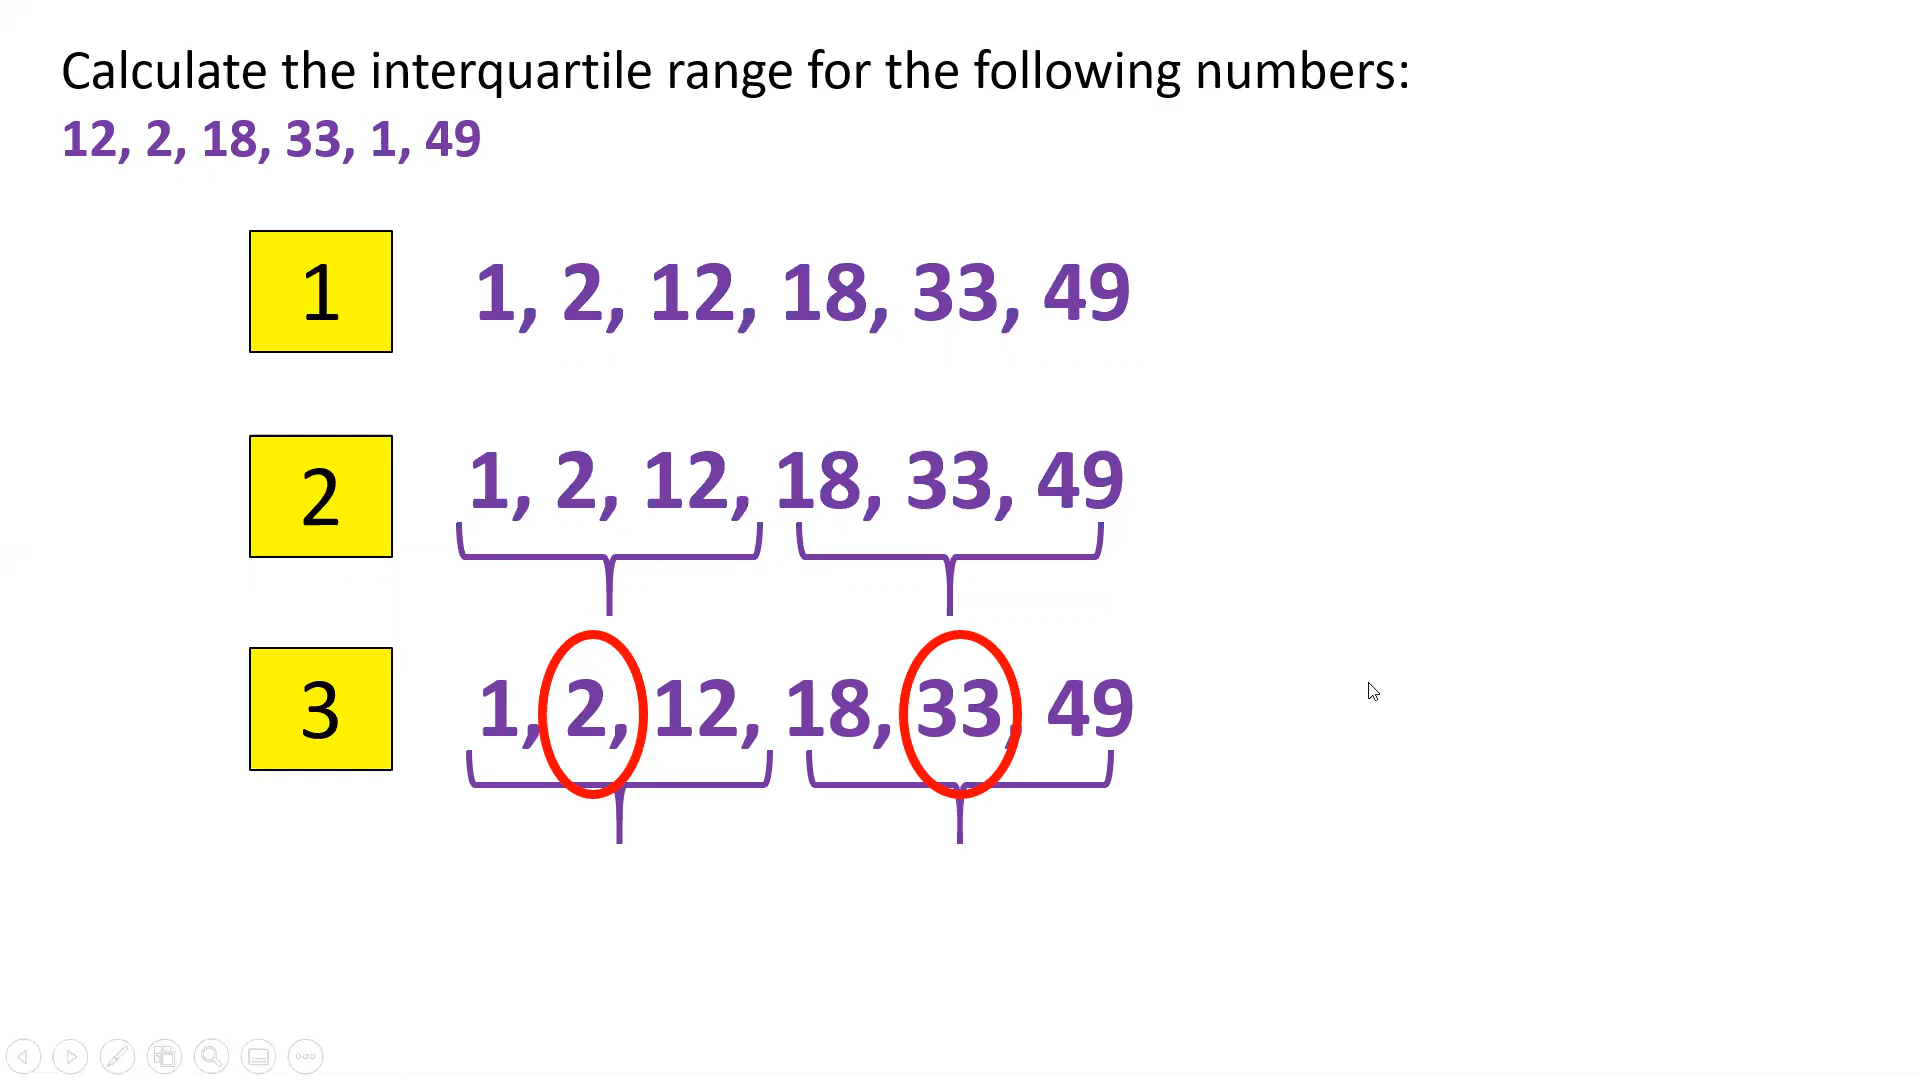 Calculate the interquartile range for the following numbers:
12, 2, 18, 33, 1, 49
1
1, 2, 12, 18, 33, 49
2
1, 2, 12, 18, 33, 49
3
1, 2, 12, 18, 33, 49